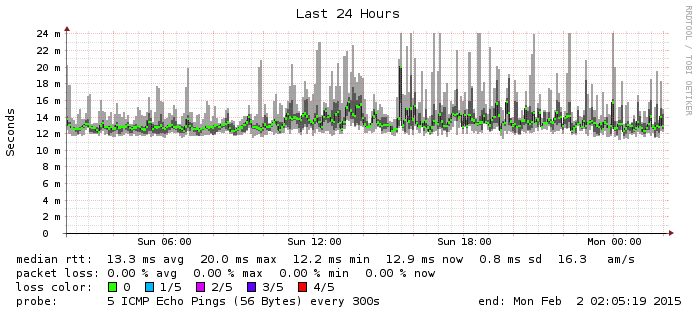 Last 24 Hours
RRDTOOL / TOBI OETIKER
Seconds
24 m
22 m
20 m
18 m
16 m
14 m
12 m
10 m
8 m
6 m
4 m
2 m
0
Sun 06:00 Sun 12:00 Sun 18:00 Mon 00:00
median rtt: 13.3 ms avg 20.0 ms max 12.2 ms min 12.9 ms now 0.8 ms sd 16.3 am/s
packet loss: 0.00 % avg 0.00 % max 0.00 % min 0.00 % now
loss color: 0 1/5 2/5 3/5 4/5
probe: 5 ICMP Echo Pings (56 Bytes) every 300s end: Mon Feb 2 02:05:19 2015